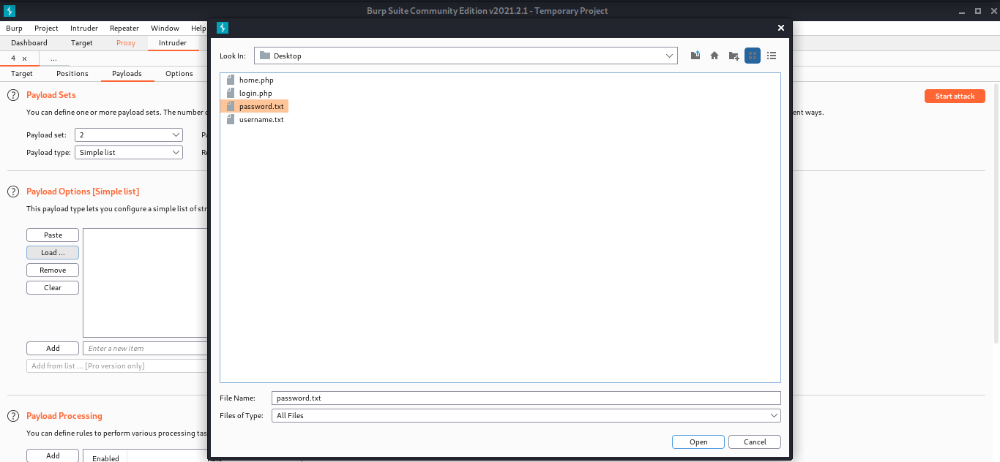 Burp Suite Community Edition v2021.2.1 - Temporary Project
Burp Project Intruder Repeater Window Help
Dashboard Target Proxy Intruder
4 × ...
Target Positions Payloads Options
? Payload Sets
Start attack
You can define one or more payload sets. The number
ent ways.
Payload set: 2
Payload type: Simple list
? Payload Options [Simple list]
This payload type lets you configure a simple list of
Paste
Load ...
Remove
Clear
Add Enter a new item
Add from list ... [Pro version only]
? Payload Processing
You can define rules to perform various processing
Add Enabled
Look In: Desktop
home.php
login.php
password.txt
username.txt
File Name: password.txt
Files of Type: All Files
Open Cancel